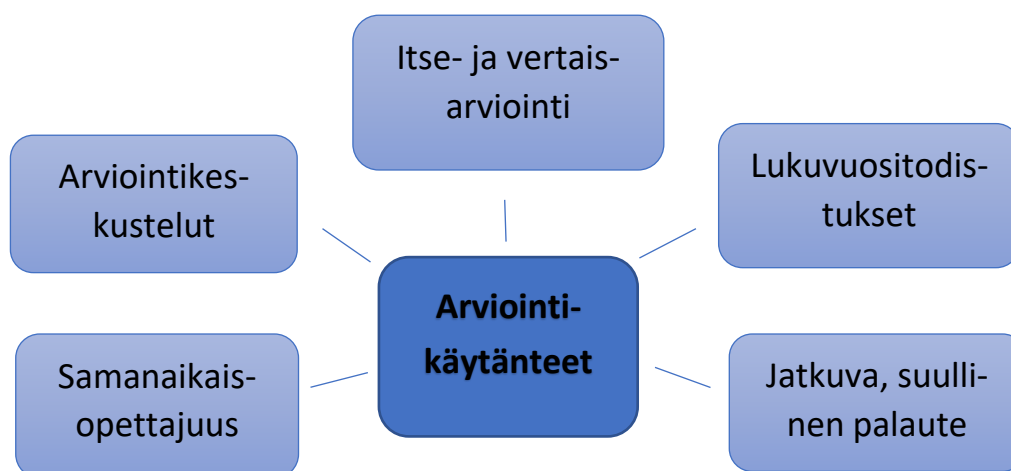 Itse- ja vertais-
arviointi
Arviointikes-
kustelut
Lukuvuositodis-
tukset
Arviointi-
käytänteet
Samanaikais-
opettajuus
Jatkuva, suulli-
nen palaute